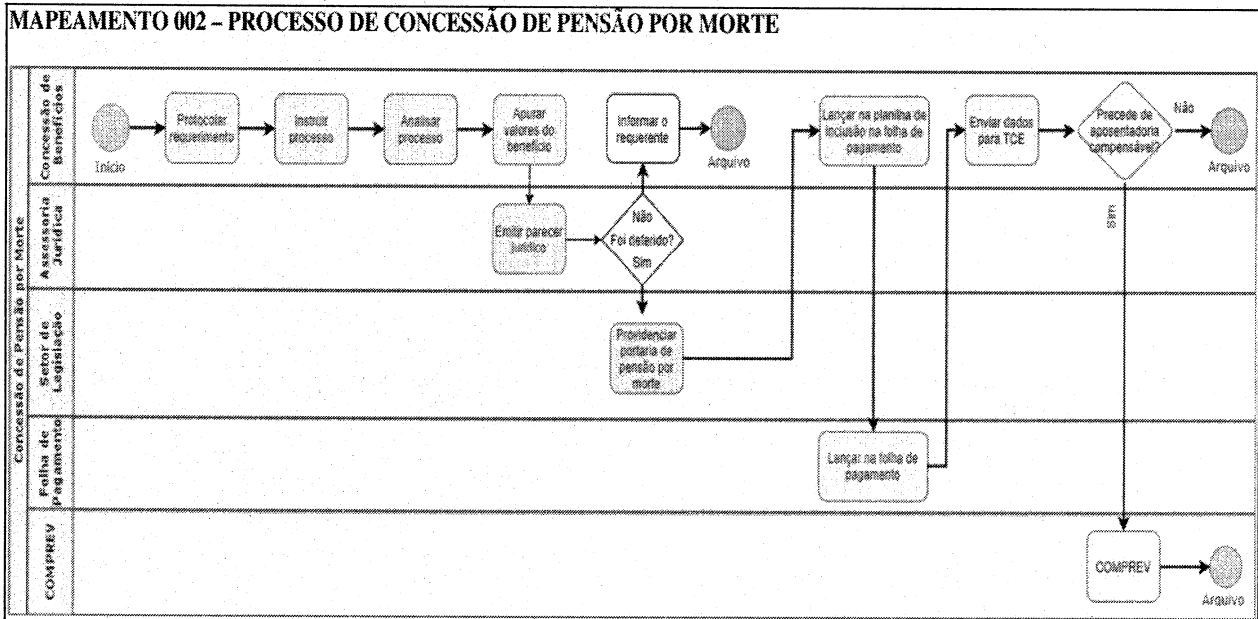 MAPEAMENTO 002 – PROCESSO DE CONCESSÃO DE PENSÃO POR MORTE
Concessão de Pensão por Morte
Concessão de
Benefícios
Início
Protocolar
requerimento
Instruir
processo
Analisar
processo
Apurar
valores do
benefício
Informar o
requerente
Arquivo
Lançar na planilha de
inclusão na folha de
pagamento
Enviar dados
para TCE
Precede de
aposentadoria
compensável?
Não
Arquivo
Sim
Assessoria
Jurídica
Emitir parecer
jurídico
Não
Foi deferido?
Sim
Setor de
Legislação
Providenciar
portaria de
pensão por
morte
Folha de
Pagamento
Lançar na folha de
pagamento
COMPREV
COMPREV
Arquivo